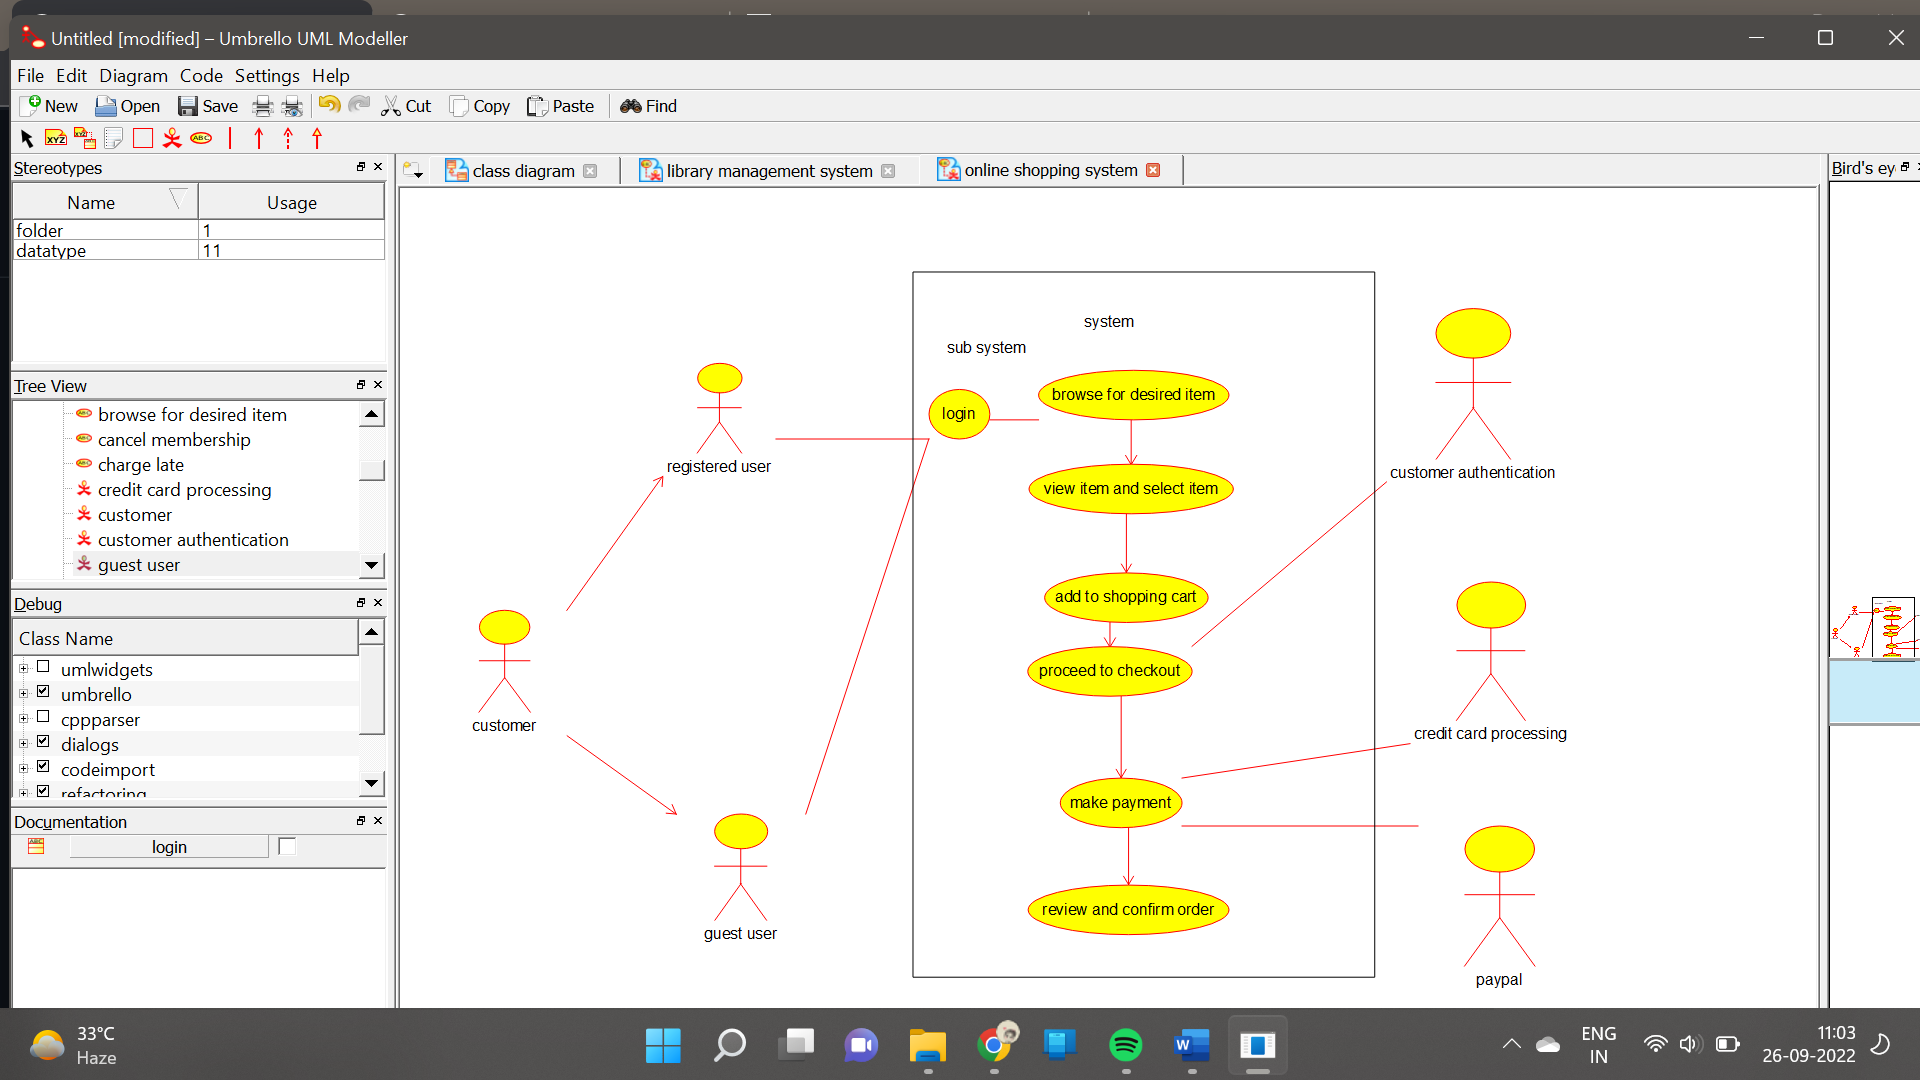 Untitled [modified] – Umbrello UML Modeller
File Edit Diagram Code Settings Help
New Open Save Cut Copy Paste Find
XYZ XYZ ABC
Stereotypes
Name Usage
folder 1
datatype 11
Tree View
browse for desired item
cancel membership
charge late
credit card processing
customer
customer authentication
guest user
Debug
Class Name
umlwidgets
umbrello
cppparser
dialogs
codeimport
refactoring
Documentation
login
class diagram
library management system
online shopping system
Bird's ey
system
sub system
login
browse for desired item
registered user
view item and select item
customer authentication
add to shopping cart
proceed to checkout
customer
credit card processing
make payment
review and confirm order
guest user
paypal
33°C
Haze
ENG
IN
11:03
26-09-2022